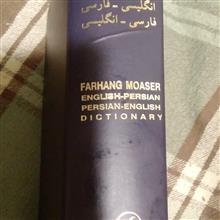 انگلیسی - فارسی
فارسی - انگلیسی
FARHANG MOASER
ENGLISH-PERSIAN
PERSIAN-ENGLISH
DICTIONARY